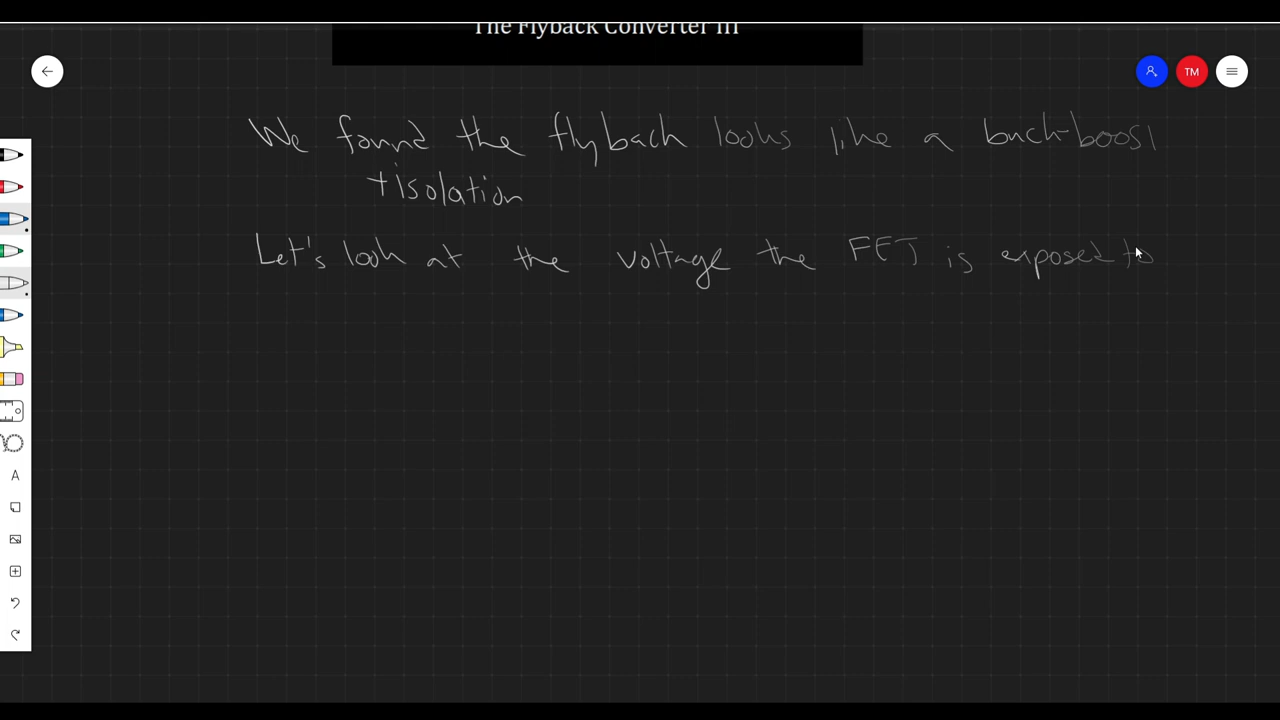 The Flyback Converter III
TM
We found the flyback looks like a buck-boost
+isolation
Let's look at the voltage the FET is exposed to
A